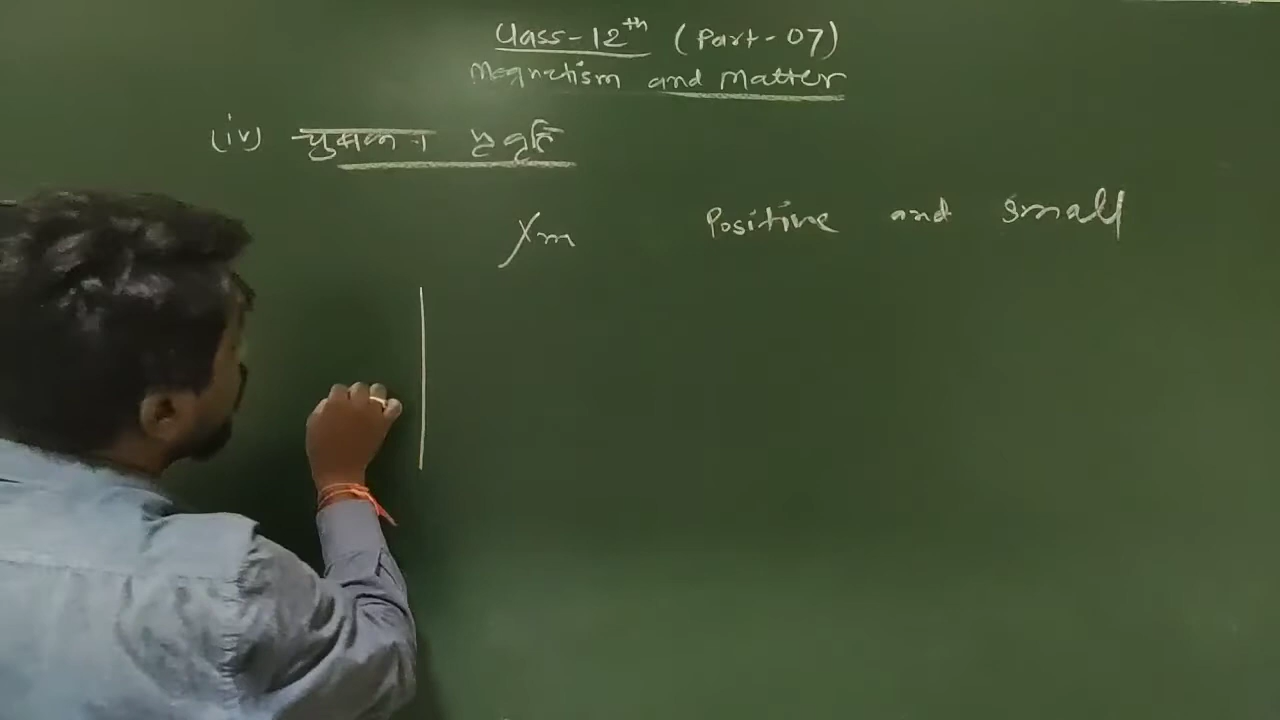 Class-12th (Part-07)
Magnetism and Matter
(iv) चुम्बकन प्रवृत्ति
χm Positive and small